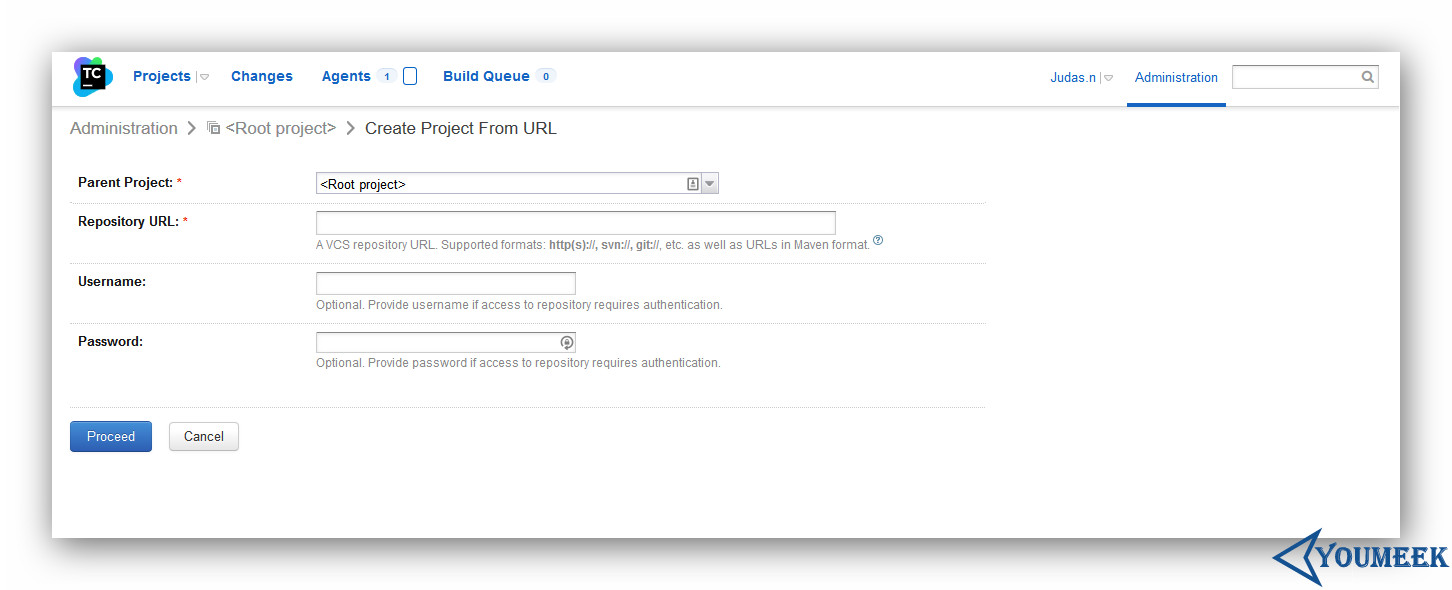 TC Projects Changes Agents 1 Build Queue 0 Judas.n Administration
Administration <Root project> Create Project From URL
Parent Project: * <Root project>
Repository URL: *
A VCS repository URL. Supported formats: http(s)://, svn://, git://, etc. as well as URLs in Maven format. ?
Username:
Optional. Provide username if access to repository requires authentication.
Password:
Optional. Provide password if access to repository requires authentication.
Proceed Cancel
YOUMEEK